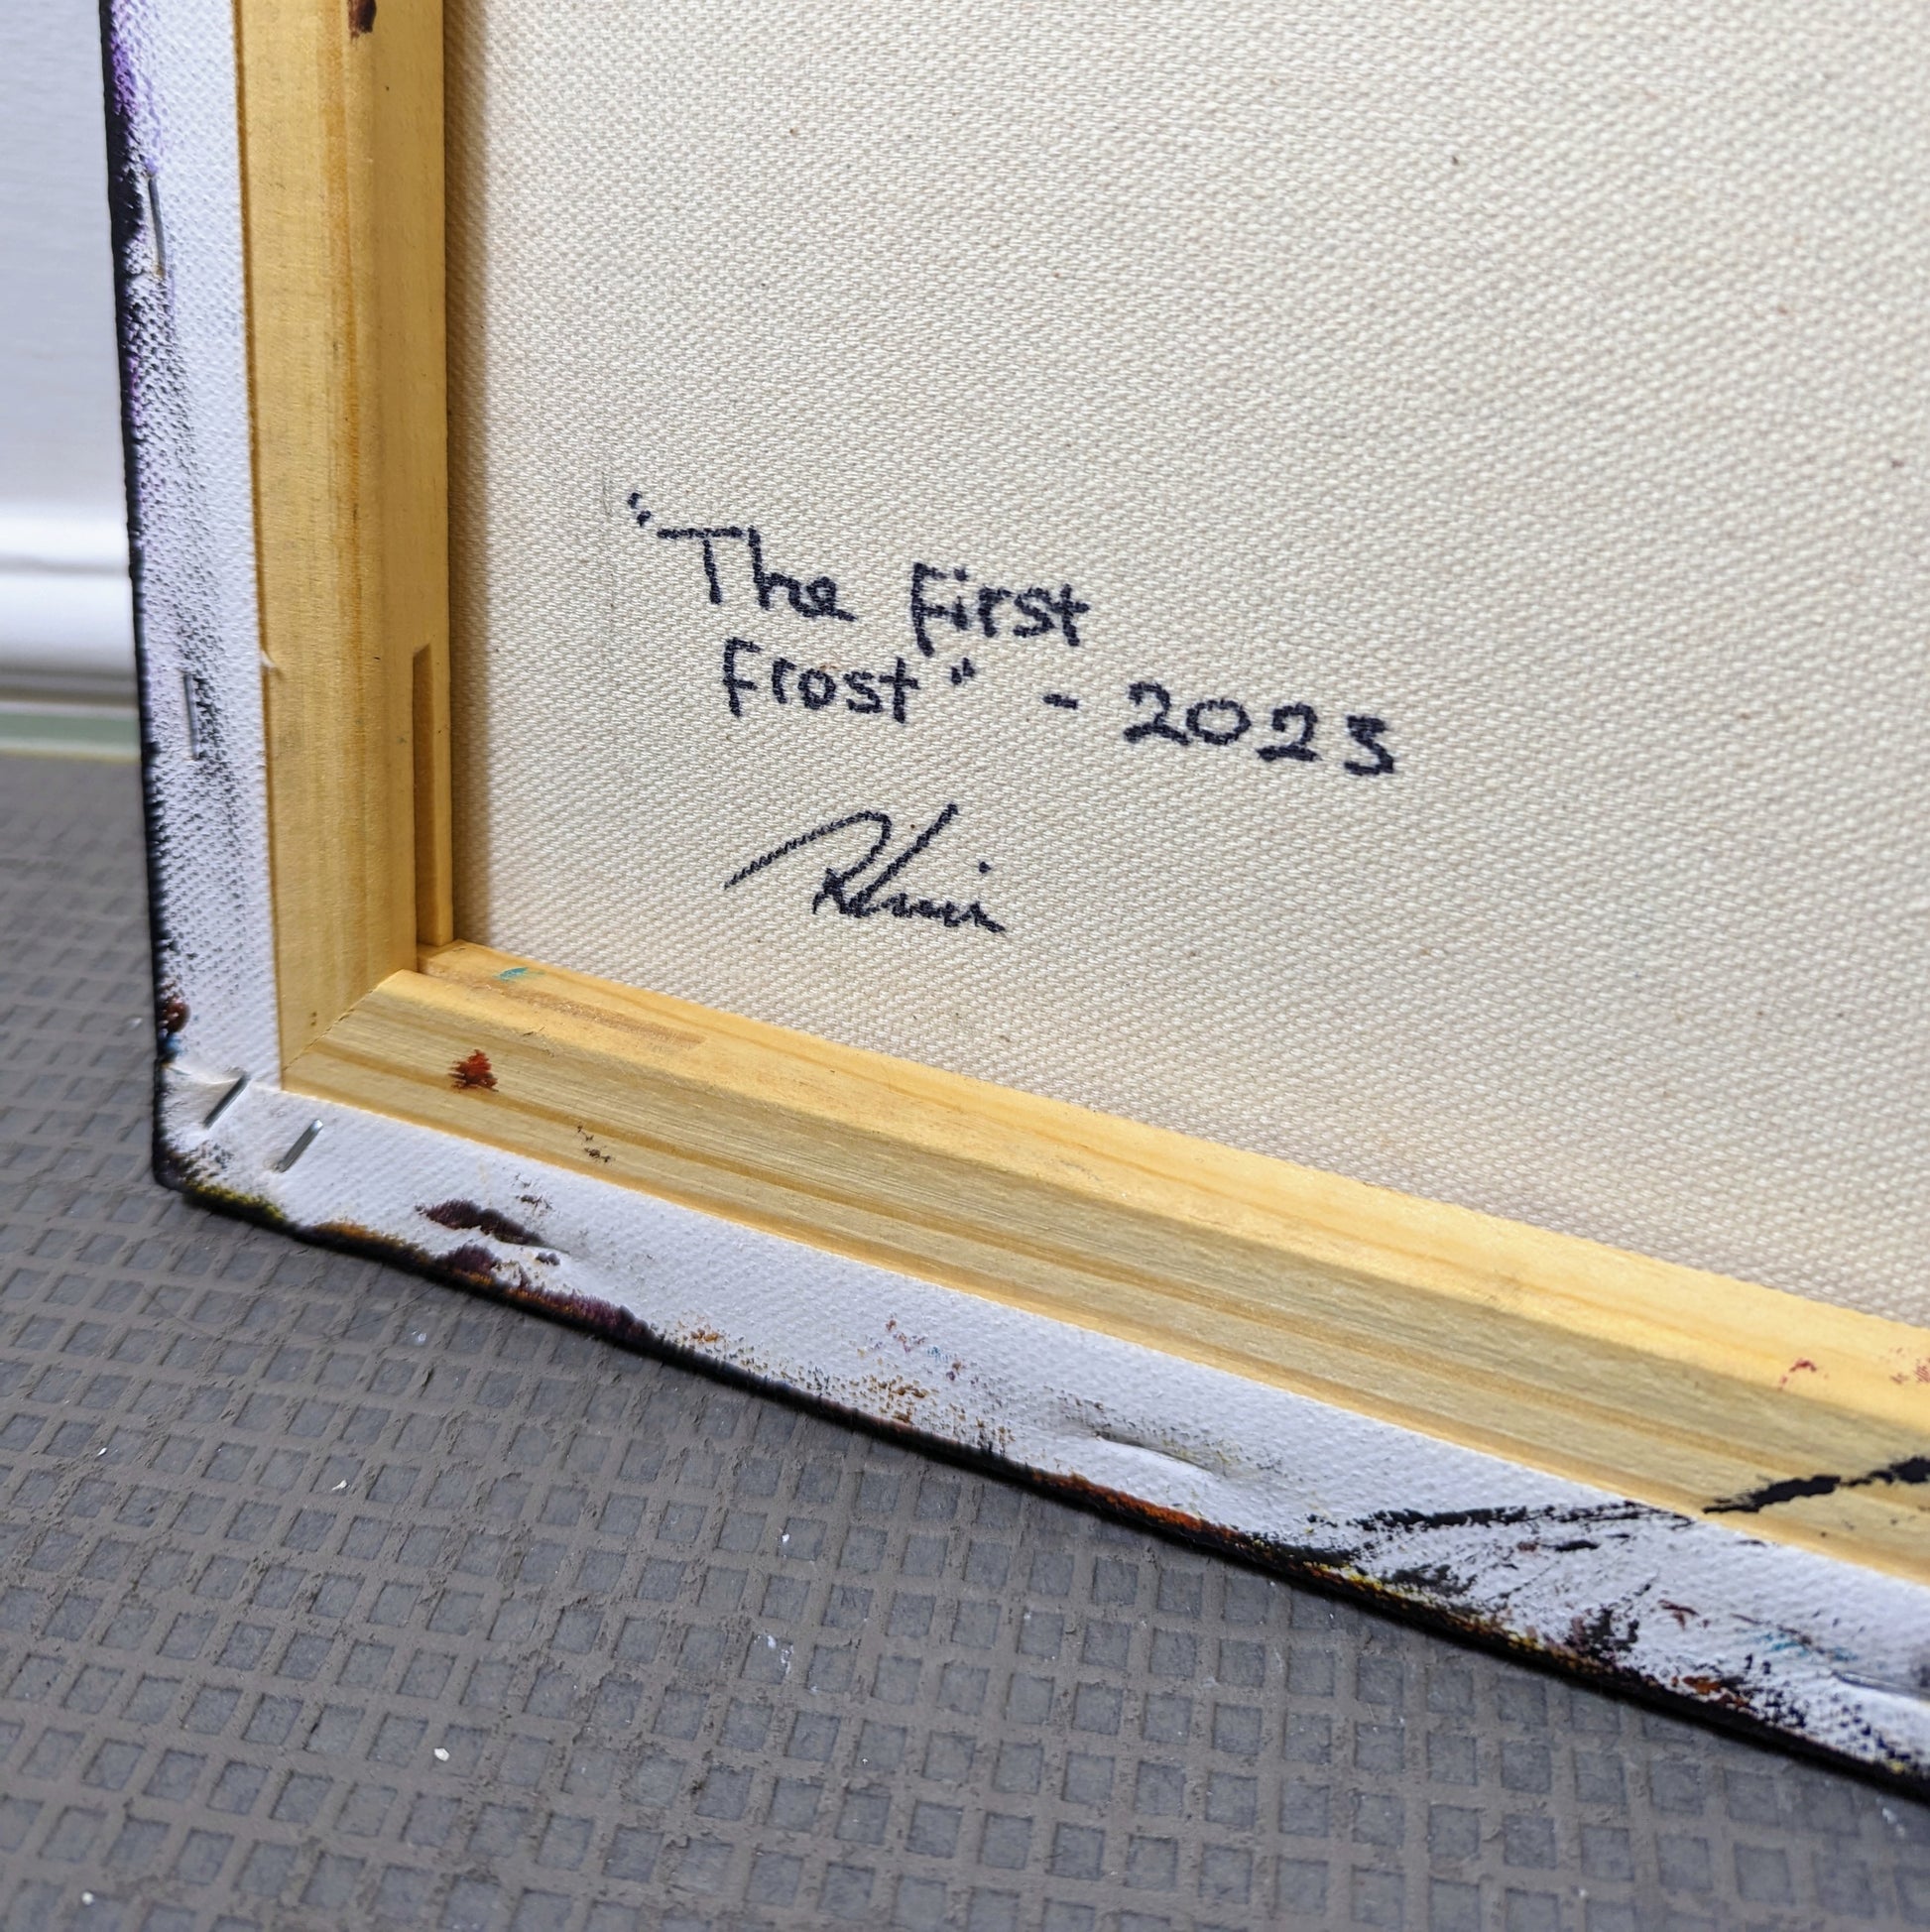 "The First
Frost" - 2023